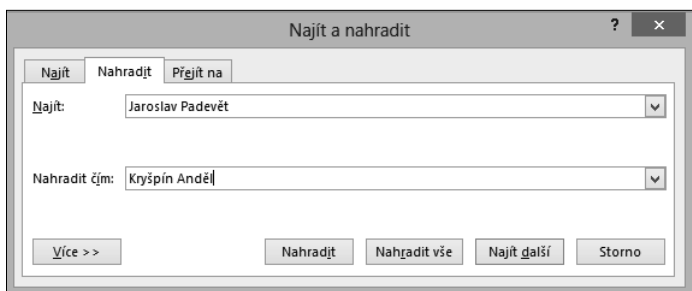 Najít a nahradit ? ×
Najít Nahradit Přejít na
Najít: Jaroslav Padevět
Nahradit čím: Kryšpín Anděl
Více >> Nahradit Nahradit vše Najít další Storno